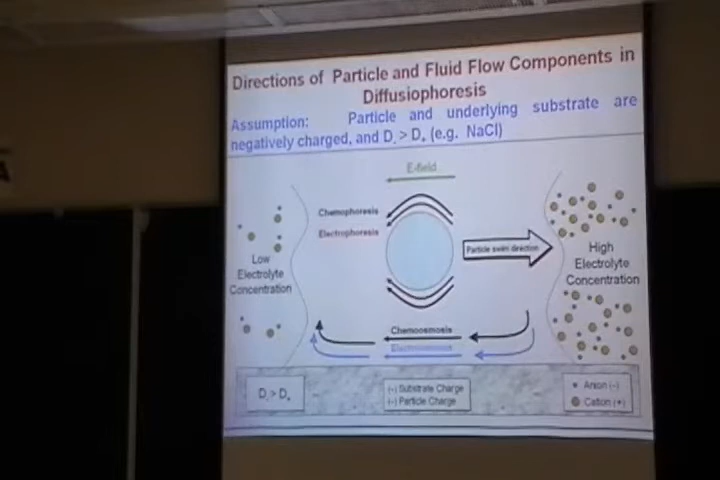 Directions of Particle and Fluid Flow Components in
Diffusiophoresis
Assumption: Particle and underlying substrate are
negatively charged, and D- > D+ (e.g. NaCl)
E-field
Chemophoresis
Electrophoresis
Particle swim direction
Low
Electrolyte
Concentration
High
Electrolyte
Concentration
Chemoosmosis
Electroosmosis
D- > D+
(-) Substrate Charge
(-) Particle Charge
Anion (-)
Cation (+)